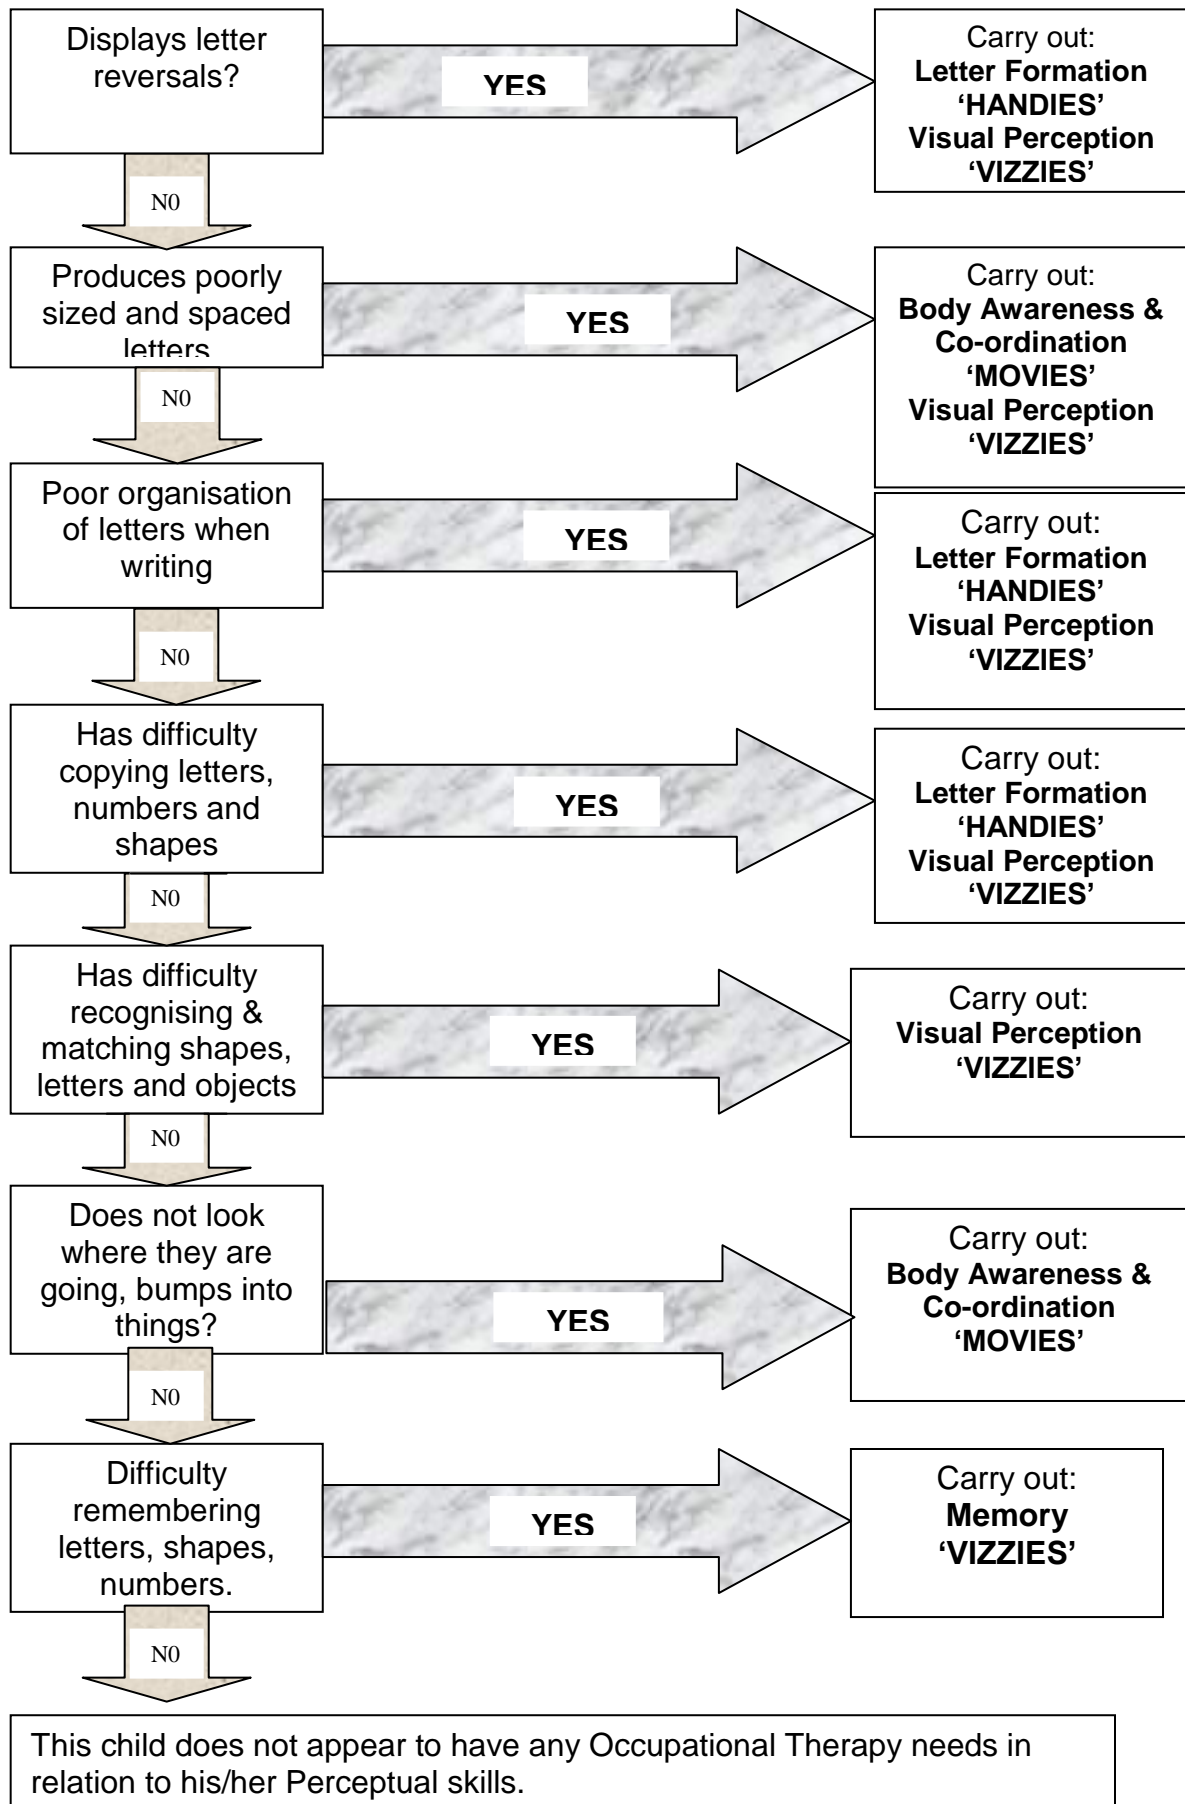 Displays letter
reversals?
YES
Carry out:
Letter Formation
‘HANDIES’
Visual Perception
‘VIZZIES’
N0
Produces poorly
sized and spaced
letters
YES
Carry out:
Body Awareness &
Co-ordination
‘MOVIES’
Visual Perception
‘VIZZIES’
N0
Poor organisation
of letters when
writing
YES
Carry out:
Letter Formation
‘HANDIES’
Visual Perception
‘VIZZIES’
N0
Has difficulty
copying letters,
numbers and
shapes
YES
Carry out:
Letter Formation
‘HANDIES’
Visual Perception
‘VIZZIES’
N0
Has difficulty
recognising &
matching shapes,
letters and objects
YES
Carry out:
Visual Perception
‘VIZZIES’
N0
Does not look
where they are
going, bumps into
things?
YES
Carry out:
Body Awareness &
Co-ordination
‘MOVIES’
N0
Difficulty
remembering
letters, shapes,
numbers.
YES
Carry out:
Memory
‘VIZZIES’
N0
This child does not appear to have any Occupational Therapy needs in
relation to his/her Perceptual skills.